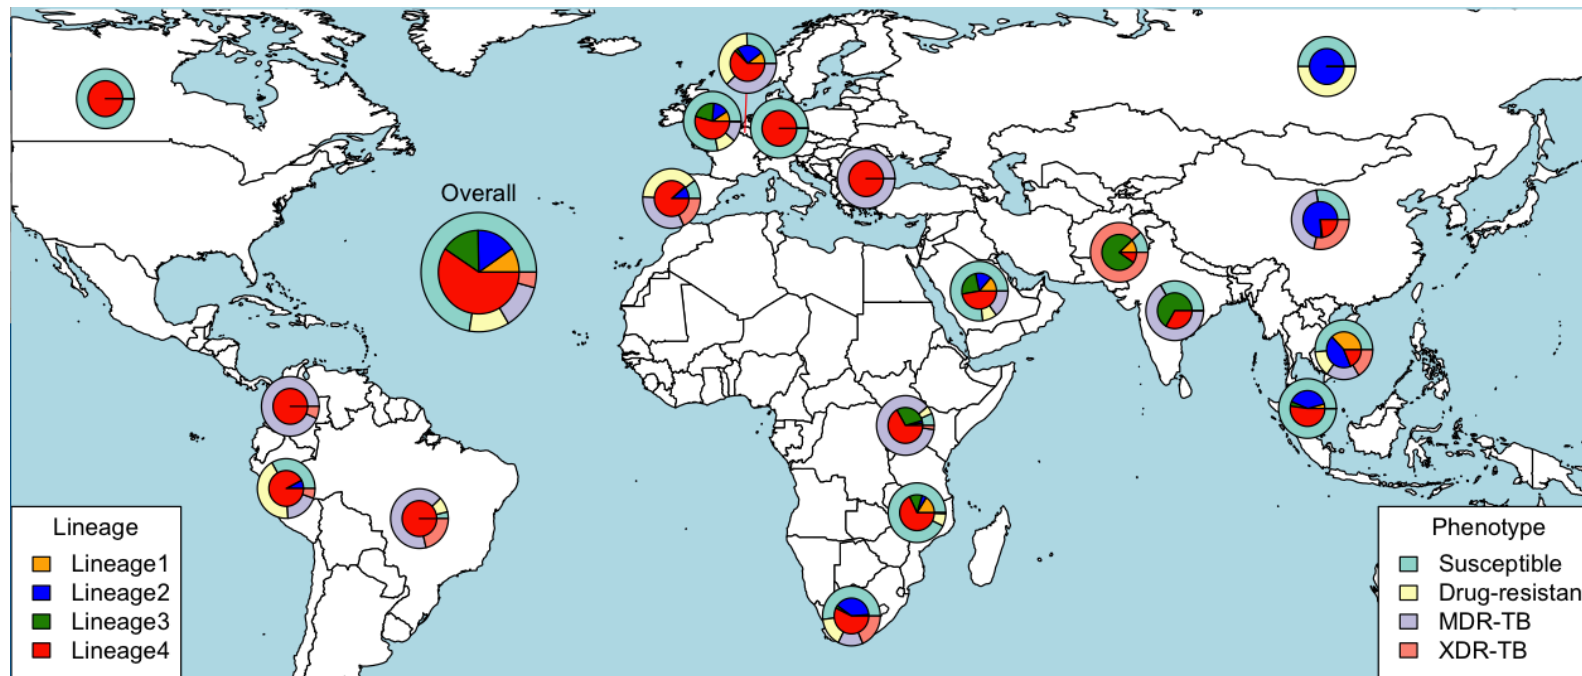 Overall
Lineage
Lineage1
Lineage2
Lineage3
Lineage4
Phenotype
Susceptible
Drug-resistan
MDR-TB
XDR-TB